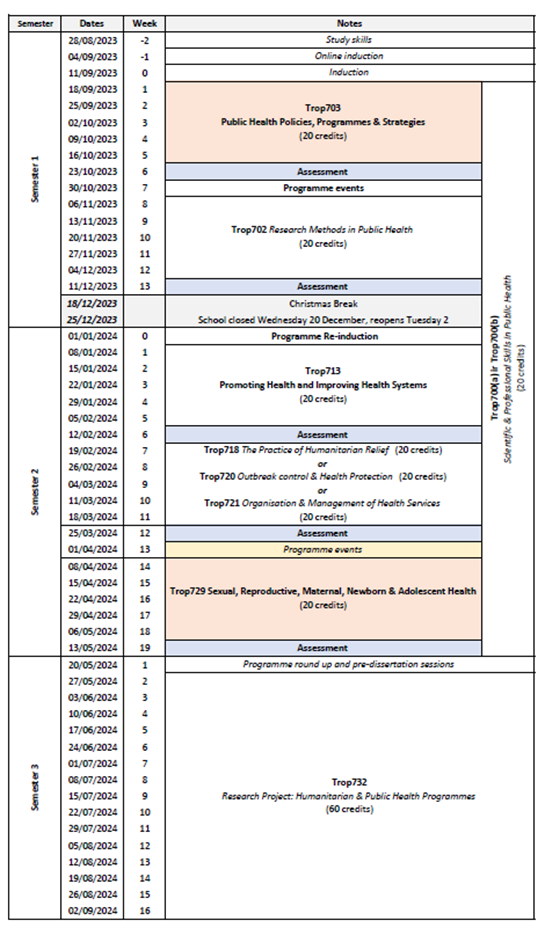 Semester Dates Week Notes
Semester 1
28/08/2023 -2 Study skills
04/09/2023 -1 Online induction
11/09/2023 0 Induction
18/09/2023 1
25/09/2023 2
02/10/2023 3
09/10/2023 4
16/10/2023 5
Trop703
Public Health Policies, Programmes & Strategies
(20 credits)
23/10/2023 6 Assessment
30/10/2023 7 Programme events
06/11/2023 8
13/11/2023 9
20/11/2023 10
27/11/2023 11
04/12/2023 12
Trop702 Research Methods in Public Health
(20 credits)
11/12/2023 13 Assessment
18/12/2023 Christmas Break
25/12/2023 School closed Wednesday 20 December, reopens Tuesday 2
Trop700(a) ir Trop700(b)
Scientific & Professional Skills in Public Health
(20 credits)
Semester 2
01/01/2024 0 Programme Re-induction
08/01/2024 1
15/01/2024 2
22/01/2024 3
29/01/2024 4
05/02/2024 5
Trop713
Promoting Health and Improving Health Systems
(20 credits)
12/02/2024 6 Assessment
19/02/2024 7
26/02/2024 8
04/03/2024 9
11/03/2024 10
18/03/2024 11
Trop718 The Practice of Humanitarian Relief (20 credits)
or
Trop720 Outbreak control & Health Protection (20 credits)
or
Trop721 Organisation & Management of Health Services
(20 credits)
25/03/2024 12 Assessment
01/04/2024 13 Programme events
08/04/2024 14
15/04/2024 15
22/04/2024 16
29/04/2024 17
06/05/2024 18
Trop729 Sexual, Reproductive, Maternal, Newborn & Adolescent Health
(20 credits)
13/05/2024 19 Assessment
Semester 3
20/05/2024 1 Programme round up and pre-dissertation sessions
27/05/2024 2
03/06/2024 3
10/06/2024 4
17/06/2024 5
24/06/2024 6
01/07/2024 7
08/07/2024 8
15/07/2024 9
22/07/2024 10
29/07/2024 11
05/08/2024 12
12/08/2024 13
19/08/2024 14
26/08/2024 15
02/09/2024 16
Trop732
Research Project: Humanitarian & Public Health Programmes
(60 credits)